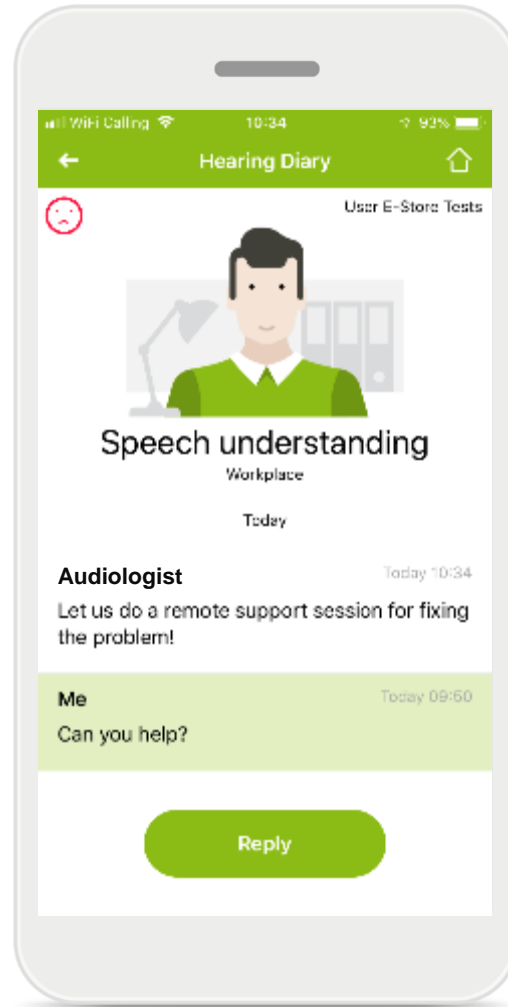 WiFi Calling 10:34 93%
Hearing Diary
User E-Store Tests
Speech understanding
Workplace
Today
Audiologist Today 10:34
Let us do a remote support session for fixing
the problem!
Me Today 09:50
Can you help?
Reply